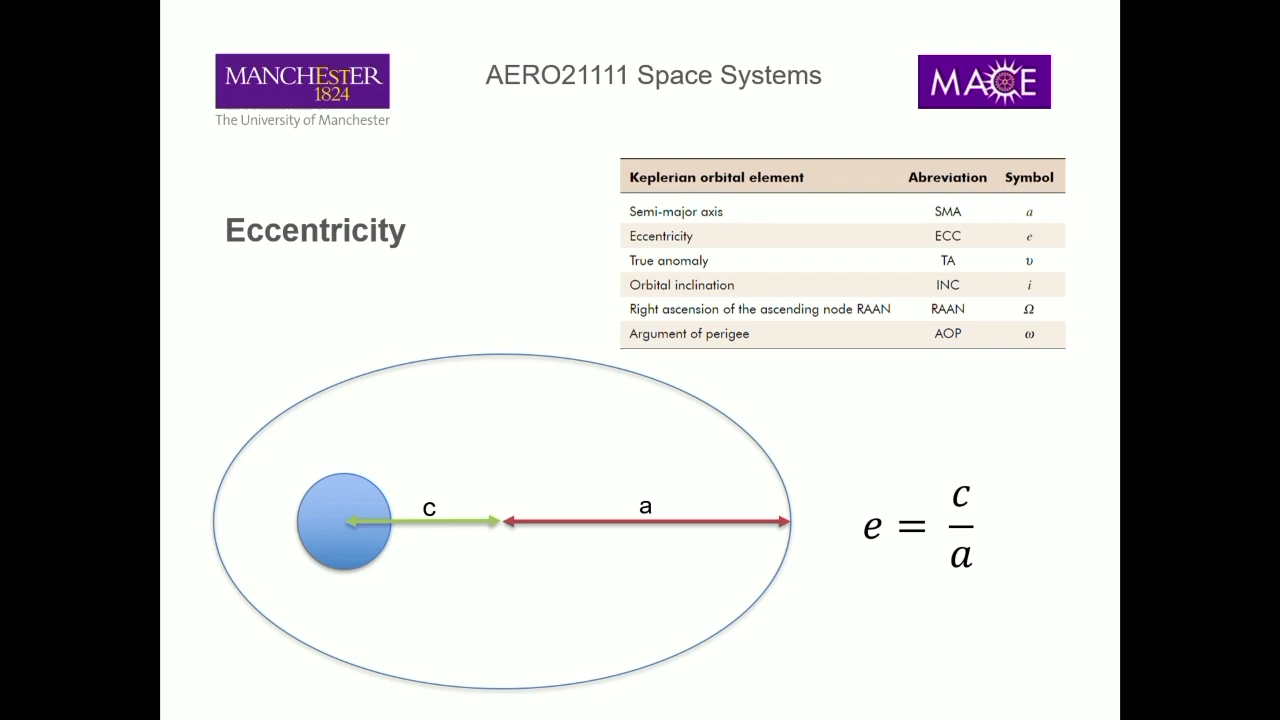 MANCHEsTER
1824
The University of Manchester
AERO21111 Space Systems
MACE
Eccentricity
Keplerian orbital element Abreviation Symbol
Semi-major axis SMA a
Eccentricity ECC e
True anomaly TA υ
Orbital inclination INC i
Right ascension of the ascending node RAAN RAAN Ω
Argument of perigee AOP ω
c
a
e = c/a